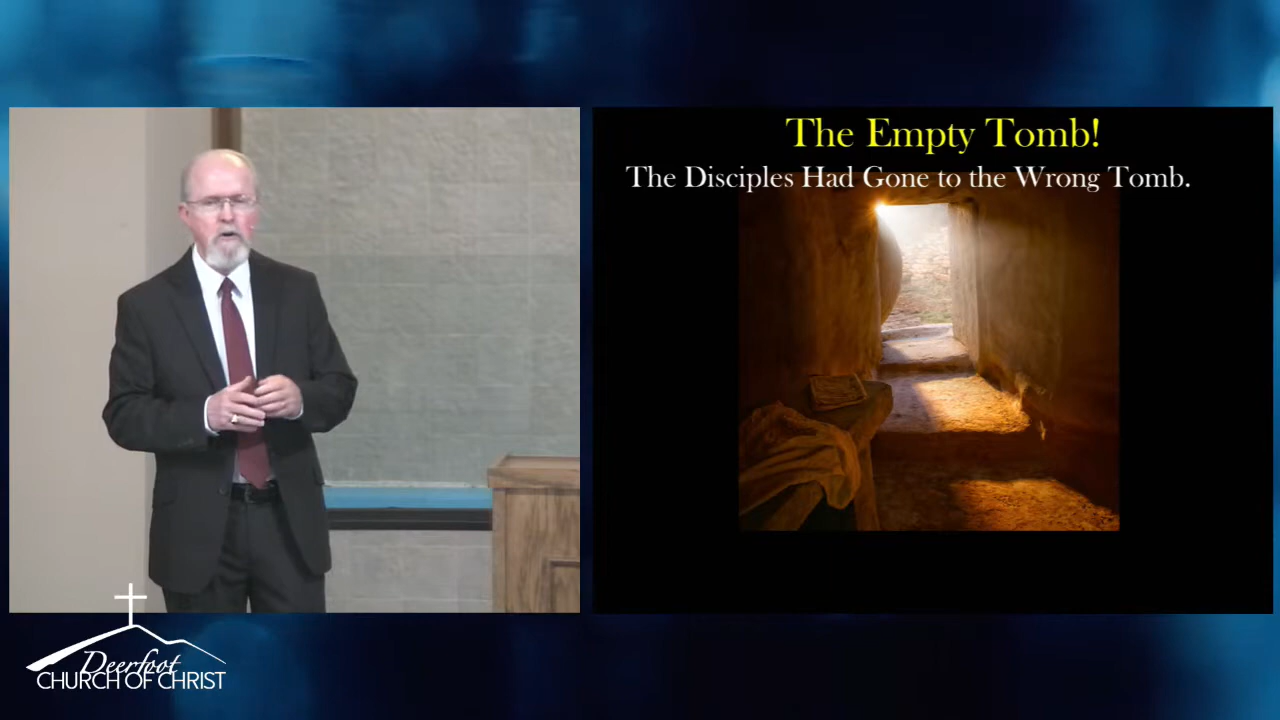 The Empty Tomb!
The Disciples Had Gone to the Wrong Tomb.
Deerfoot
CHURCH OF CHRIST